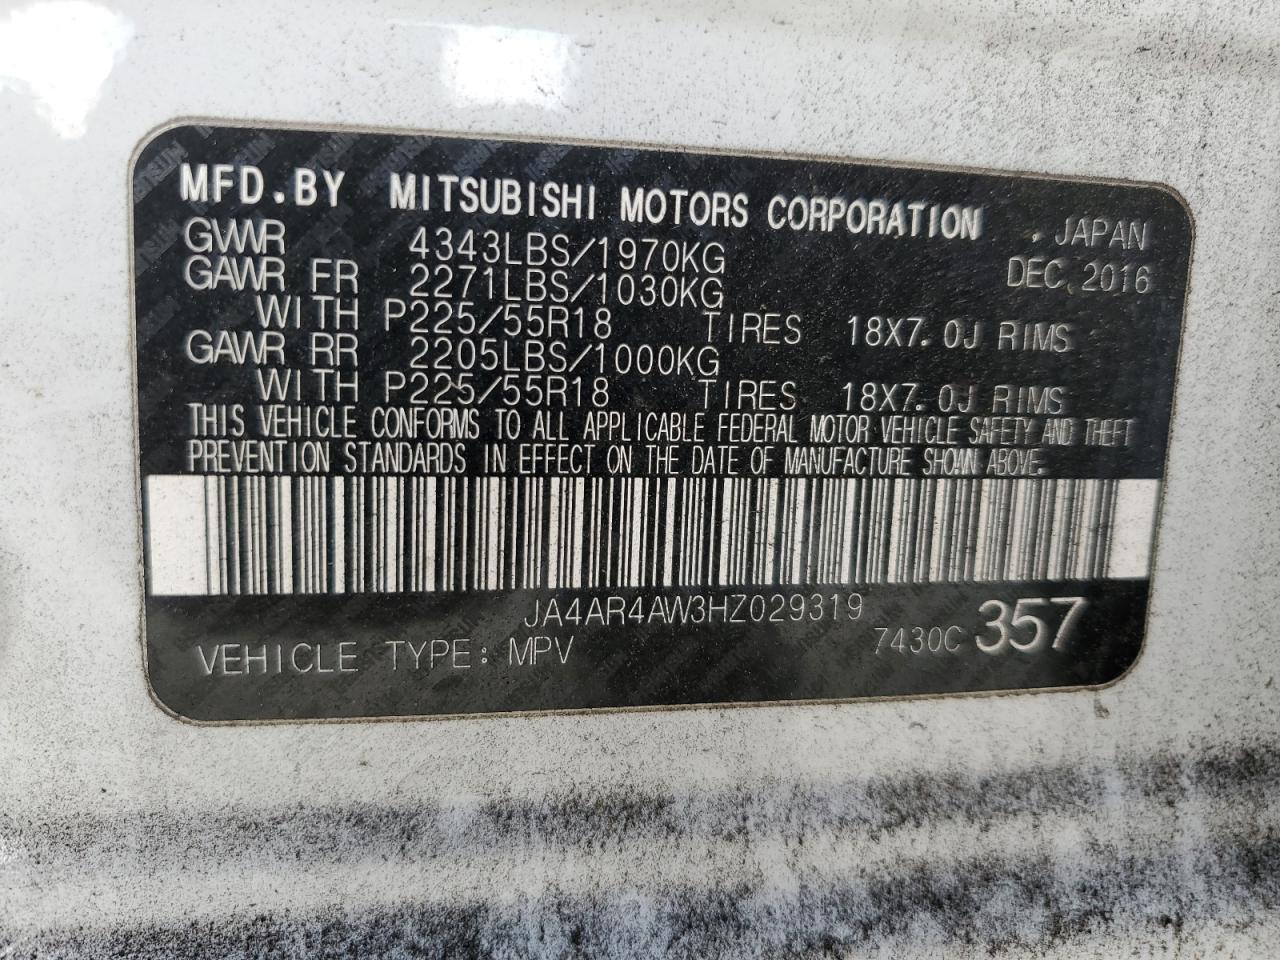 MFD.BY MITSUBISHI MOTORS CORPORATION, JAPAN
GVWR 4343LBS/1970KG DEC,2016
GAWR FR 2271LBS/1030KG
WITH P225/55R18 TIRES 18X7.0J RIMS
GAWR RR 2205LBS/1000KG
WITH P225/55R18 TIRES 18X7.0J RIMS
THIS VEHICLE CONFORMS TO ALL APPLICABLE FEDERAL MOTOR VEHICLE SAFETY AND THEFT
PREVENTION STANDARDS IN EFFECT ON THE DATE OF MANUFACTURE SHOWN ABOVE.
JA4AR4AW3HZ029319
VEHICLE TYPE: MPV 7430C 357